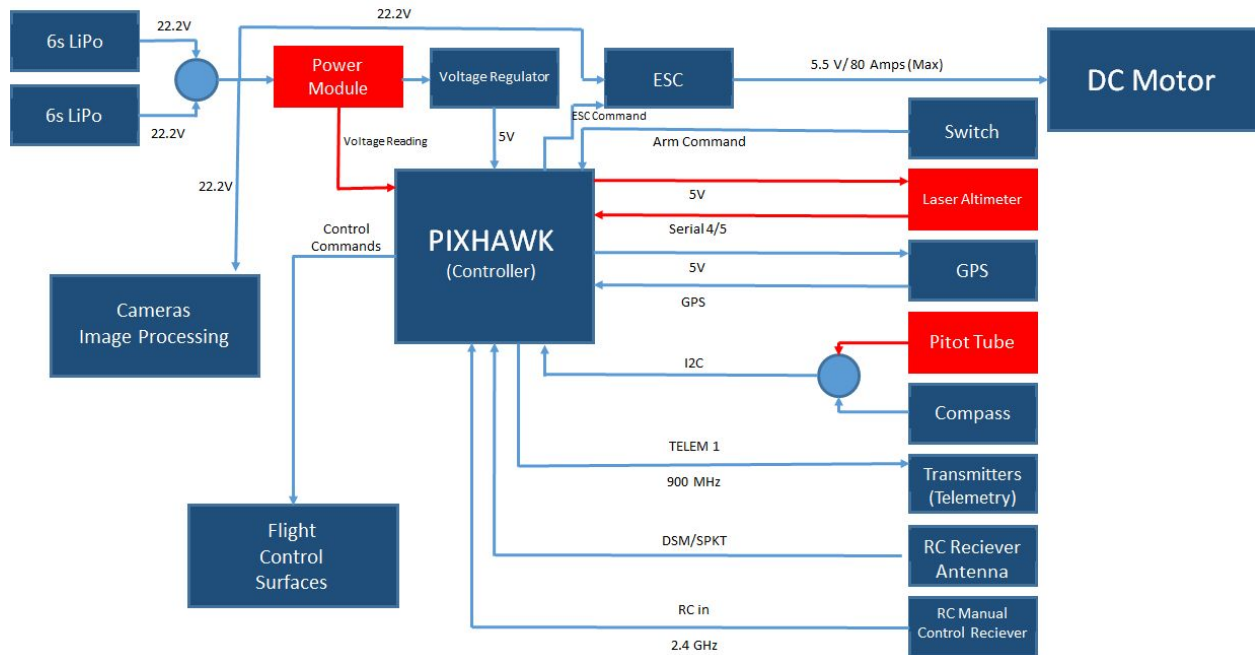 6s LiPo
22.2V
6s LiPo
22.2V
22.2V
Power
Module
Voltage Regulator
ESC
5.5 V/ 80 Amps (Max)
DC Motor
Voltage Reading
5V
ESC Command
Arm Command
Switch
22.2V
Control
Commands
PIXHAWK
(Controller)
5V
Serial 4/5
Laser Altimeter
5V
GPS
GPS
Cameras
Image Processing
I2C
Pitot Tube
Compass
TELEM 1
900 MHz
Transmitters
(Telemetry)
Flight
Control
Surfaces
DSM/SPKT
RC Reciever
Antenna
RC in
2.4 GHz
RC Manual
Control Reciever